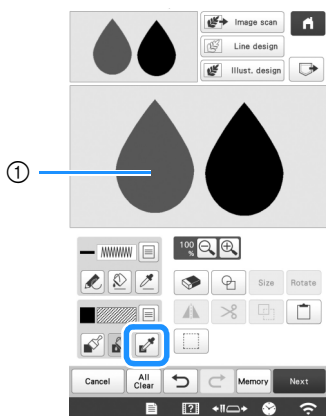 Image scan
Line design
Illust. design
①
100 %
Size
Rotate
Cancel
All Clear
Memory
Next
?